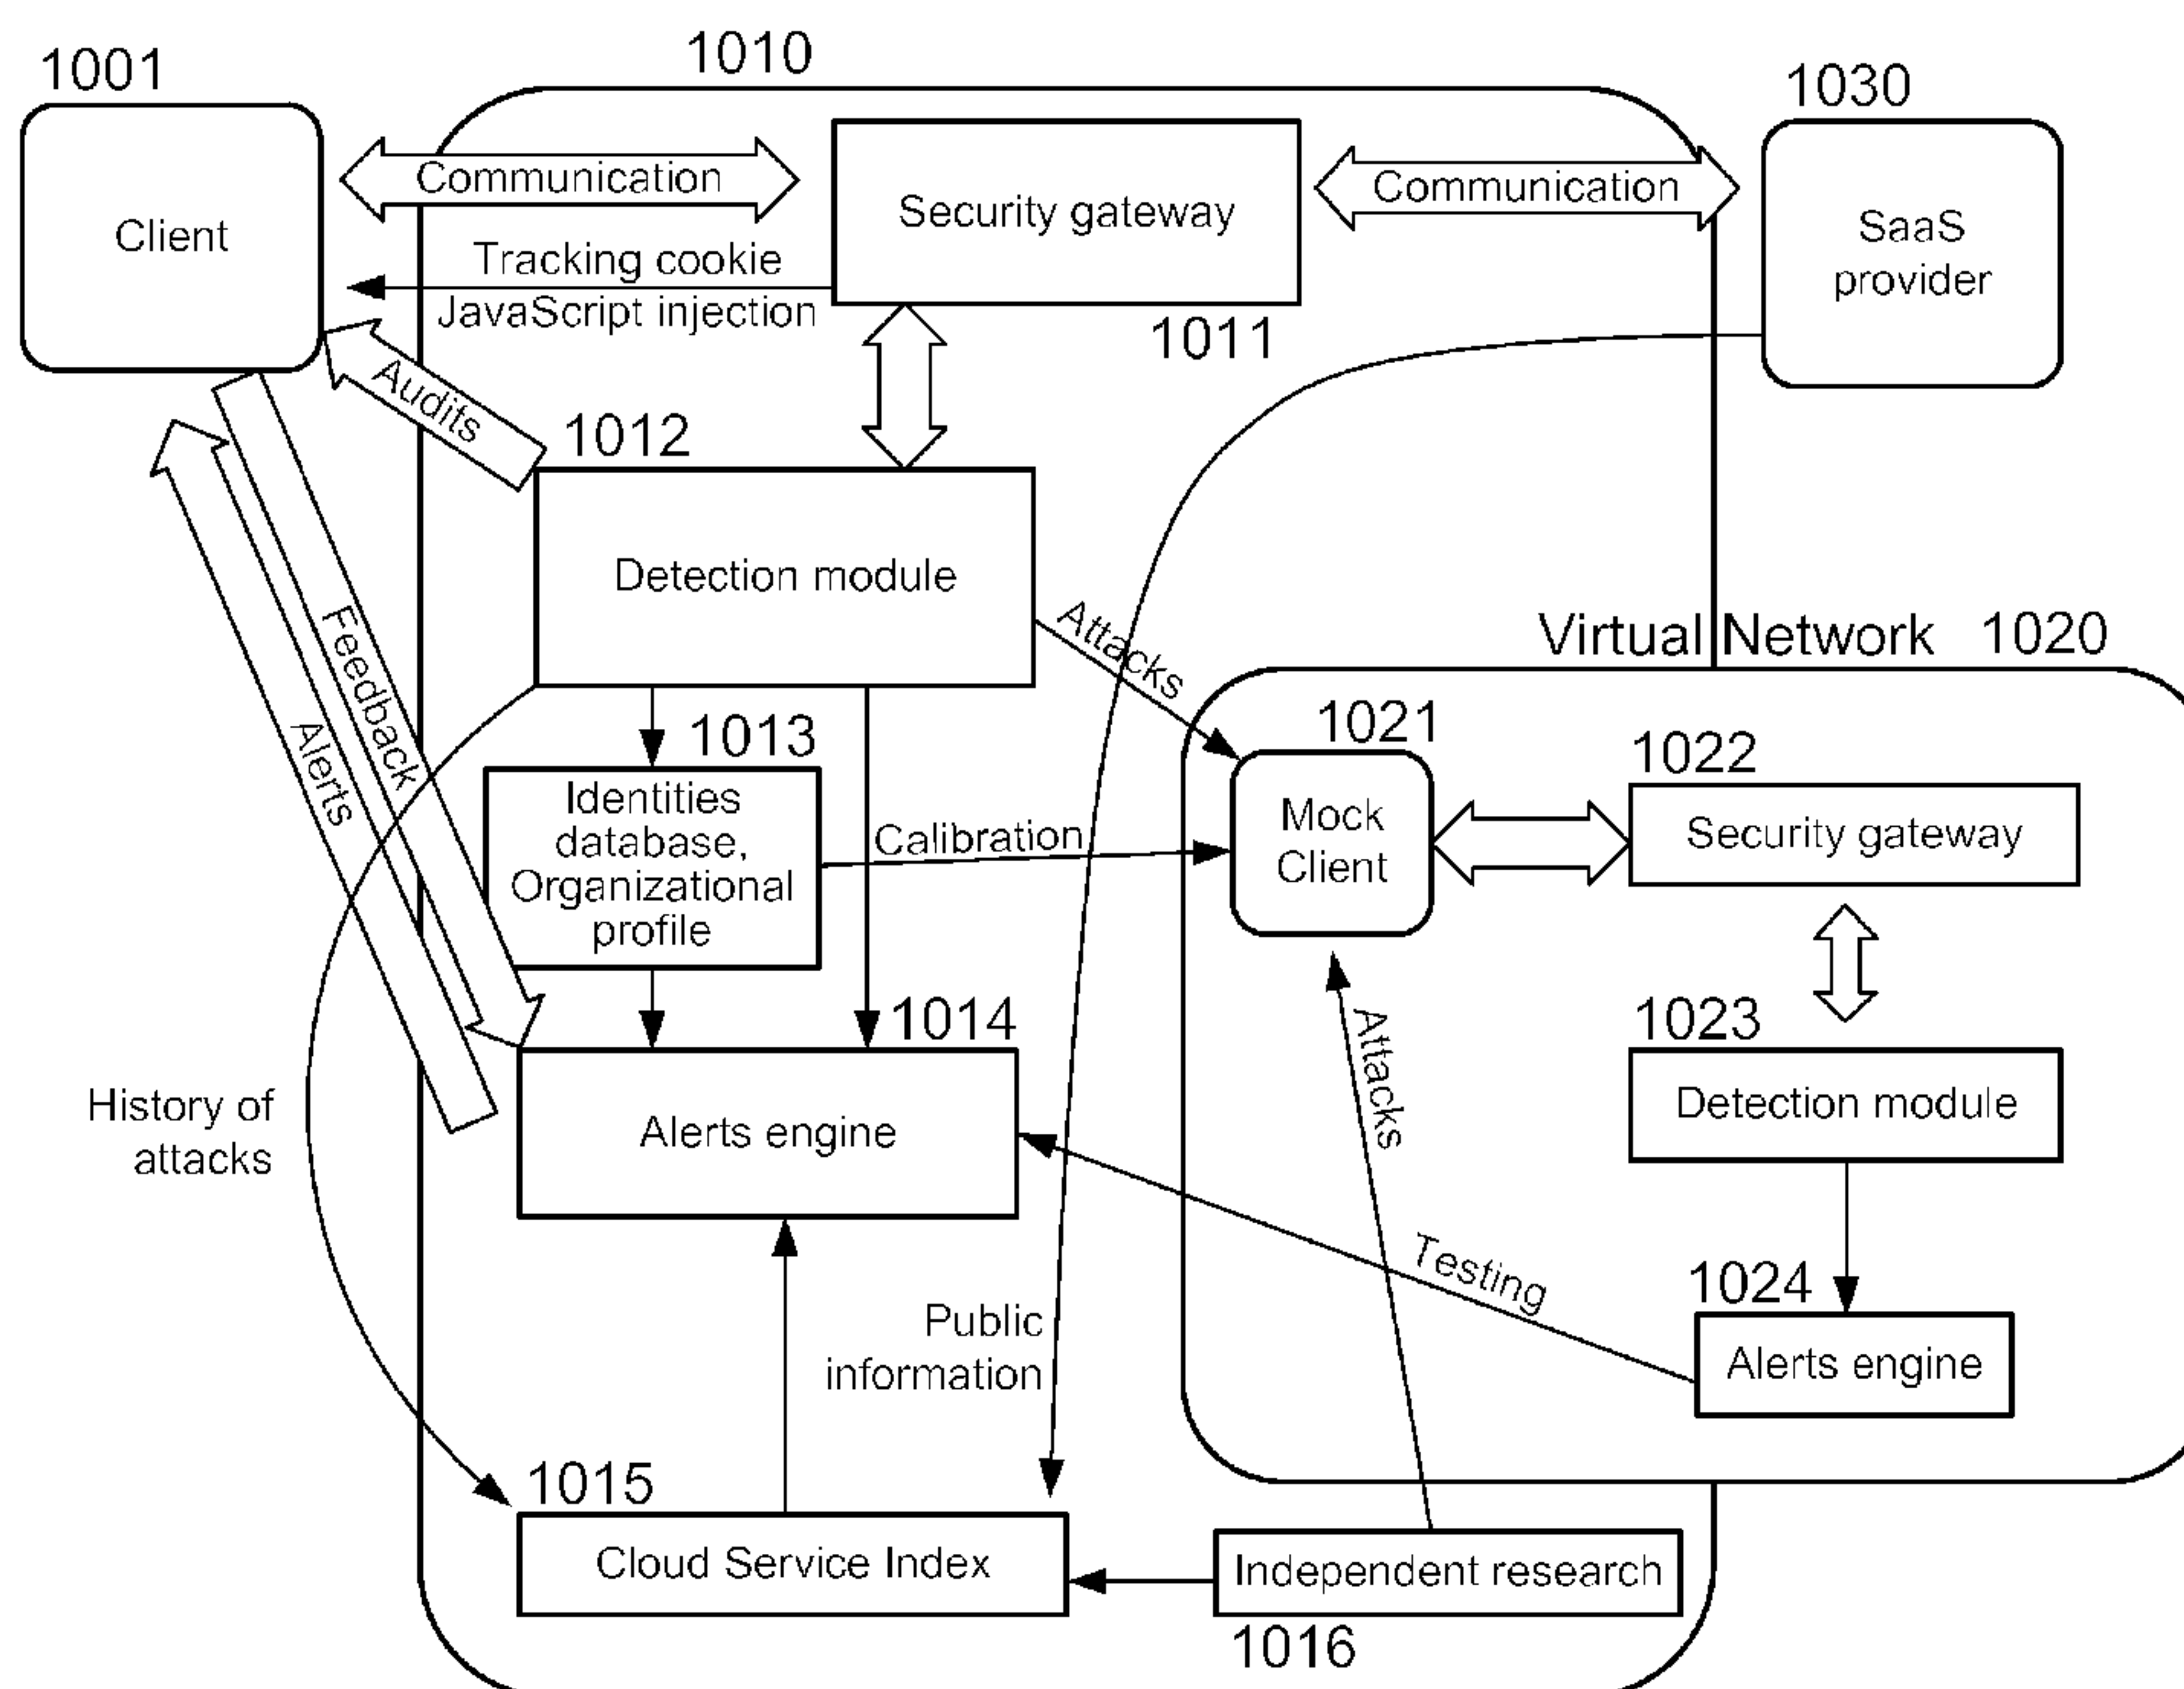 1001
1010
1030
Client
Communication
Security gateway
Communication
SaaS
provider
Tracking cookie
JavaScript injection
1011
Audits
1012
Detection module
Attacks
Virtual Network 1020
Feedback
Alerts
1013
Identities
database,
Organizational
profile
Calibration
1021
Mock
Client
1022
Security gateway
1014
Alerts engine
History of
attacks
Attacks
1023
Detection module
Testing
1024
Alerts engine
Public
information
1015
Cloud Service Index
Independent research
1016